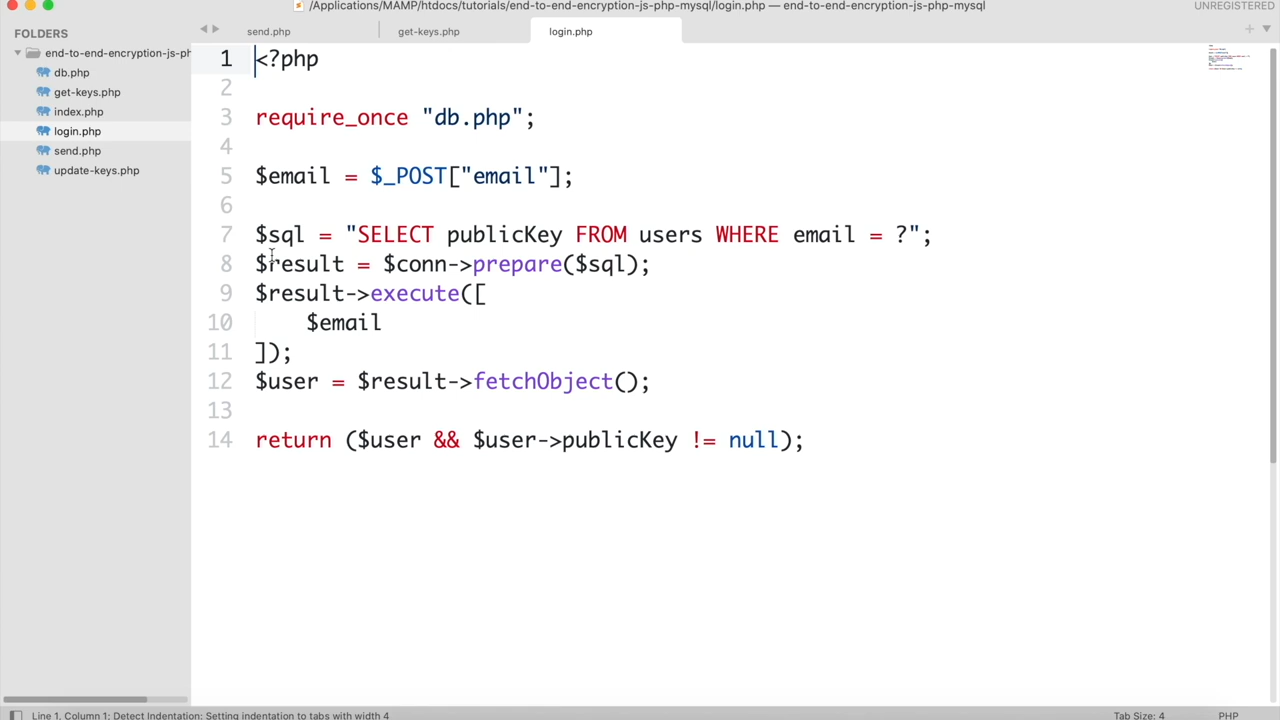 /Applications/MAMP/htdocs/tutorials/end-to-end-encryption-js-php-mysql/login.php — end-to-end-encryption-js-php-mysql
UNREGISTERED
FOLDERS
end-to-end-encryption-js-ph
db.php
get-keys.php
index.php
login.php
send.php
update-keys.php
send.php
get-keys.php
login.php
1 <?php
2
3 require_once "db.php";
4
5 $email = $_POST["email"];
6
7 $sql = "SELECT publicKey FROM users WHERE email = ?";
8 $result = $conn->prepare($sql);
9 $result->execute([
10     $email
11 ]);
12 $user = $result->fetchObject();
13
14 return ($user && $user->publicKey != null);
Line 1, Column 1; Detect Indentation: Setting indentation to tabs with width 4
Tab Size: 4
PHP